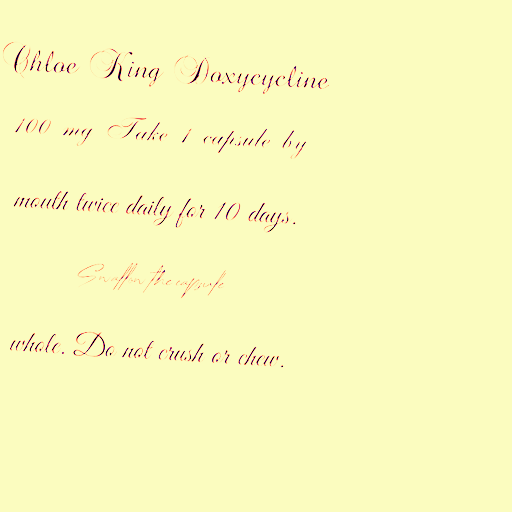 Chloe King Doxycycline
100 mg Take 1 capsule by
mouth twice daily for 10 days.
Swallow the capsule
whole. Do not crush or chew.